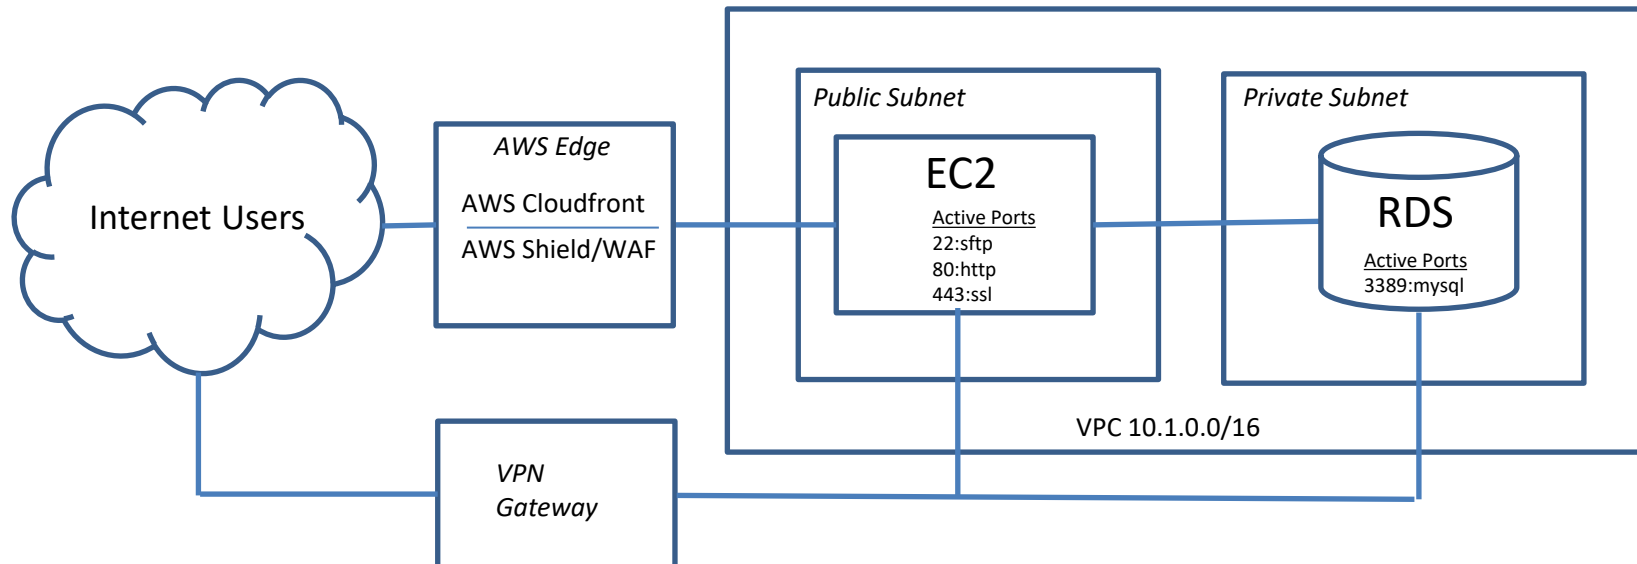 Internet Users
AWS Edge
AWS Cloudfront
AWS Shield/WAF
Public Subnet
EC2
Active Ports
22:sftp
80:http
443:ssl
Private Subnet
RDS
Active Ports
3389:mysql
VPC 10.1.0.0/16
VPN
Gateway